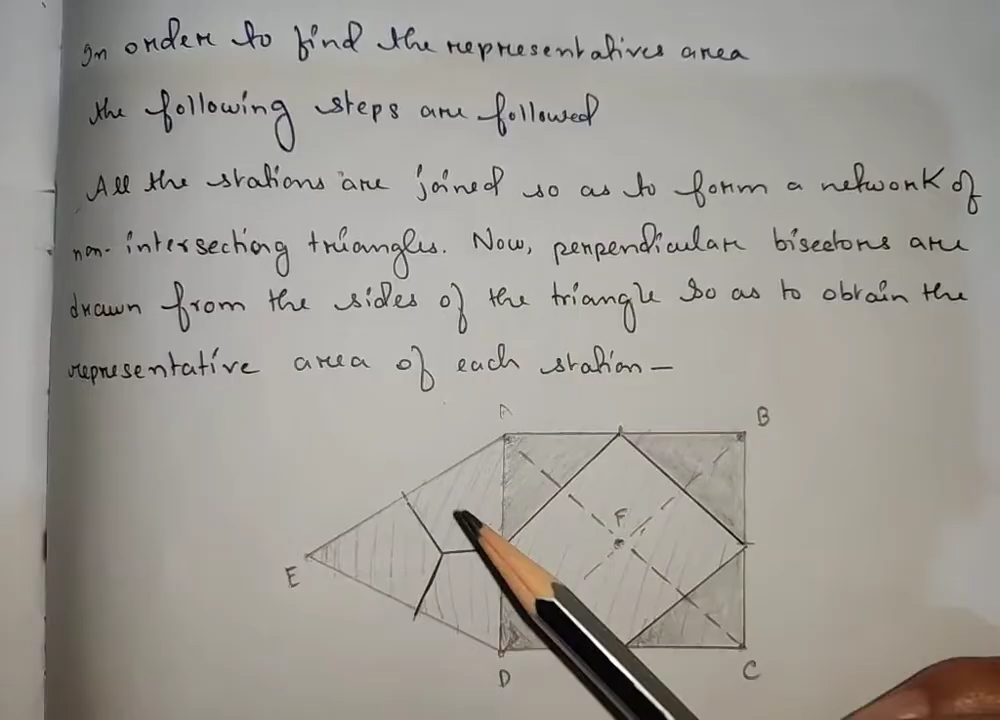 In order to find the representatives area
the following steps are followed
All the stations are joined so as to form a network of
non-intersecting triangles. Now, perpendicular bisectors are
drawn from the sides of the triangle so as to obtain the
representative area of each station—
A
B
F
E
D
C